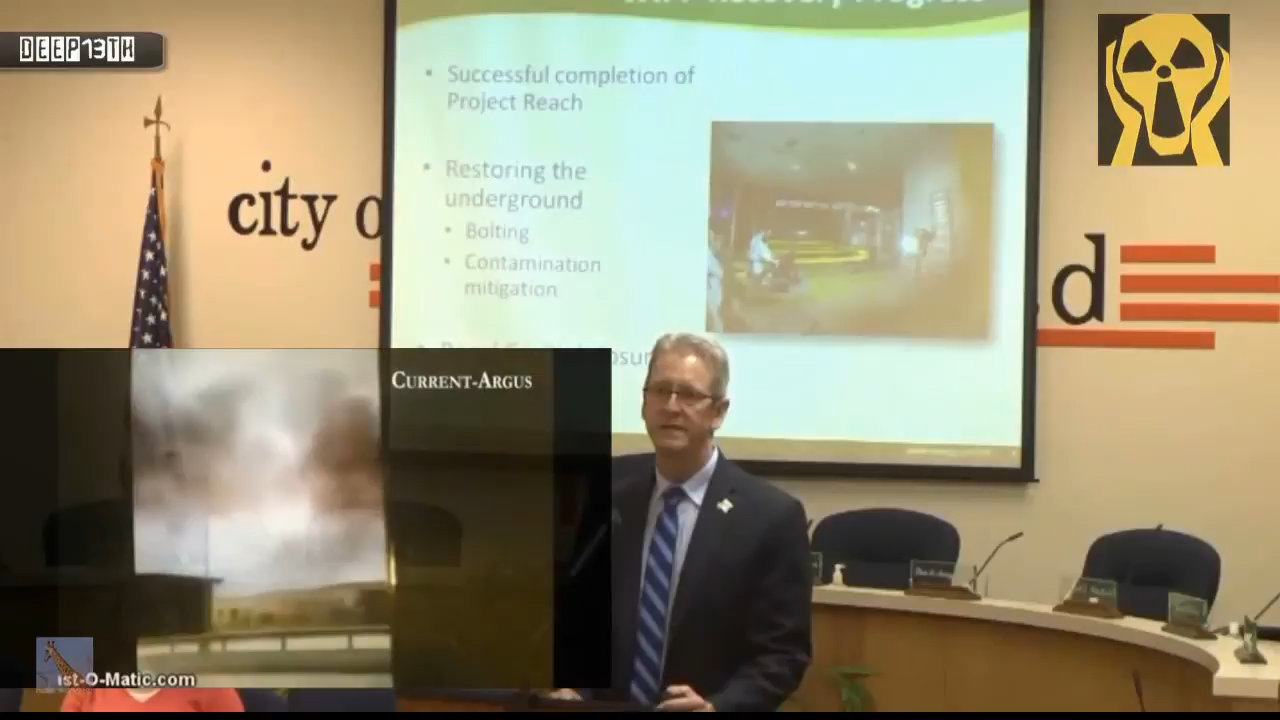 DEEP13TH
Successful completion of
Project Reach
Restoring the
underground
Bolting
Contamination
mitigation
city
d
CURRENT-ARGUS
ist-O-Matic.com